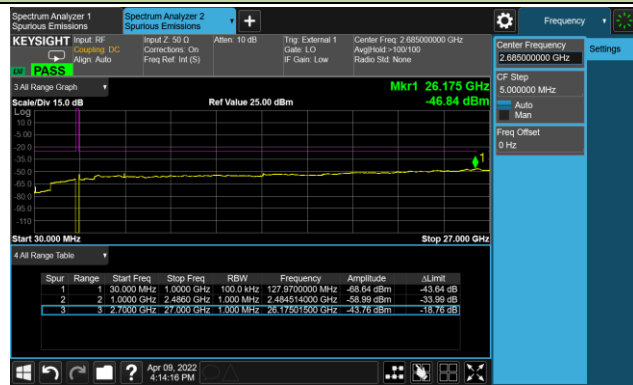 Spectrum Analyzer 1
Spurious Emissions
Spectrum Analyzer 2
Spurious Emissions
Frequency
KEYSIGHT
Input: RF
Coupling: DC
Align: Auto
Input Z: 50 Ω
Corrections: On
Freq Ref: Int (S)
Atten: 10 dB
Trig: External 1
Gate: LO
IF Gain: Low
Center Freq: 2.685000000 GHz
Avg|Hold:>100/100
Radio Std: None
PASS
Center Frequency
2.685000000 GHz
Settings
CF Step
5.000000 MHz
Auto
Man
Freq Offset
0 Hz
3 All Range Graph
Mkr1 26.175 GHz
-46.84 dBm
Scale/Div 15.0 dB
Ref Value 25.00 dBm
Log
10.0
-5.00
-20.0
-35.0
-50.0
-65.0
-80.0
-95.0
-110
1
Start 30.000 MHz
Stop 27.000 GHz
4 All Range Table
Spur Range Start Freq Stop Freq RBW Frequency Amplitude ΔLimit
1 1 30.000 MHz 1.0000 GHz 100.0 kHz 127.9700000 MHz -68.64 dBm -43.64 dB
2 2 1.0000 GHz 2.4860 GHz 1.000 MHz 2.484514000 GHz -58.99 dBm -33.99 dB
3 3 2.7000 GHz 27.000 GHz 1.000 MHz 26.17501500 GHz -43.76 dBm -18.76 dB
Apr 09, 2022
4:14:16 PM